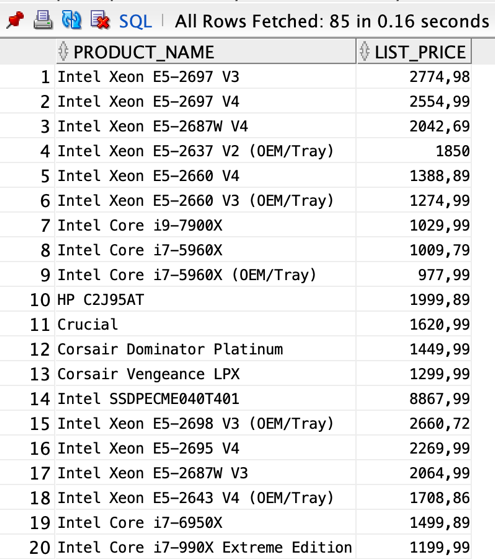 SQL | All Rows Fetched: 85 in 0.16 seconds
PRODUCT_NAME LIST_PRICE
1 Intel Xeon E5-2697 V3 2774,98
2 Intel Xeon E5-2697 V4 2554,99
3 Intel Xeon E5-2687W V4 2042,69
4 Intel Xeon E5-2637 V2 (OEM/Tray) 1850
5 Intel Xeon E5-2660 V4 1388,89
6 Intel Xeon E5-2660 V3 (OEM/Tray) 1274,99
7 Intel Core i9-7900X 1029,99
8 Intel Core i7-5960X 1009,79
9 Intel Core i7-5960X (OEM/Tray) 977,99
10 HP C2J95AT 1999,89
11 Crucial 1620,99
12 Corsair Dominator Platinum 1449,99
13 Corsair Vengeance LPX 1299,99
14 Intel SSDPECME040T401 8867,99
15 Intel Xeon E5-2698 V3 (OEM/Tray) 2660,72
16 Intel Xeon E5-2695 V4 2269,99
17 Intel Xeon E5-2687W V3 2064,99
18 Intel Xeon E5-2643 V4 (OEM/Tray) 1708,86
19 Intel Core i7-6950X 1499,89
20 Intel Core i7-990X Extreme Edition 1199,99